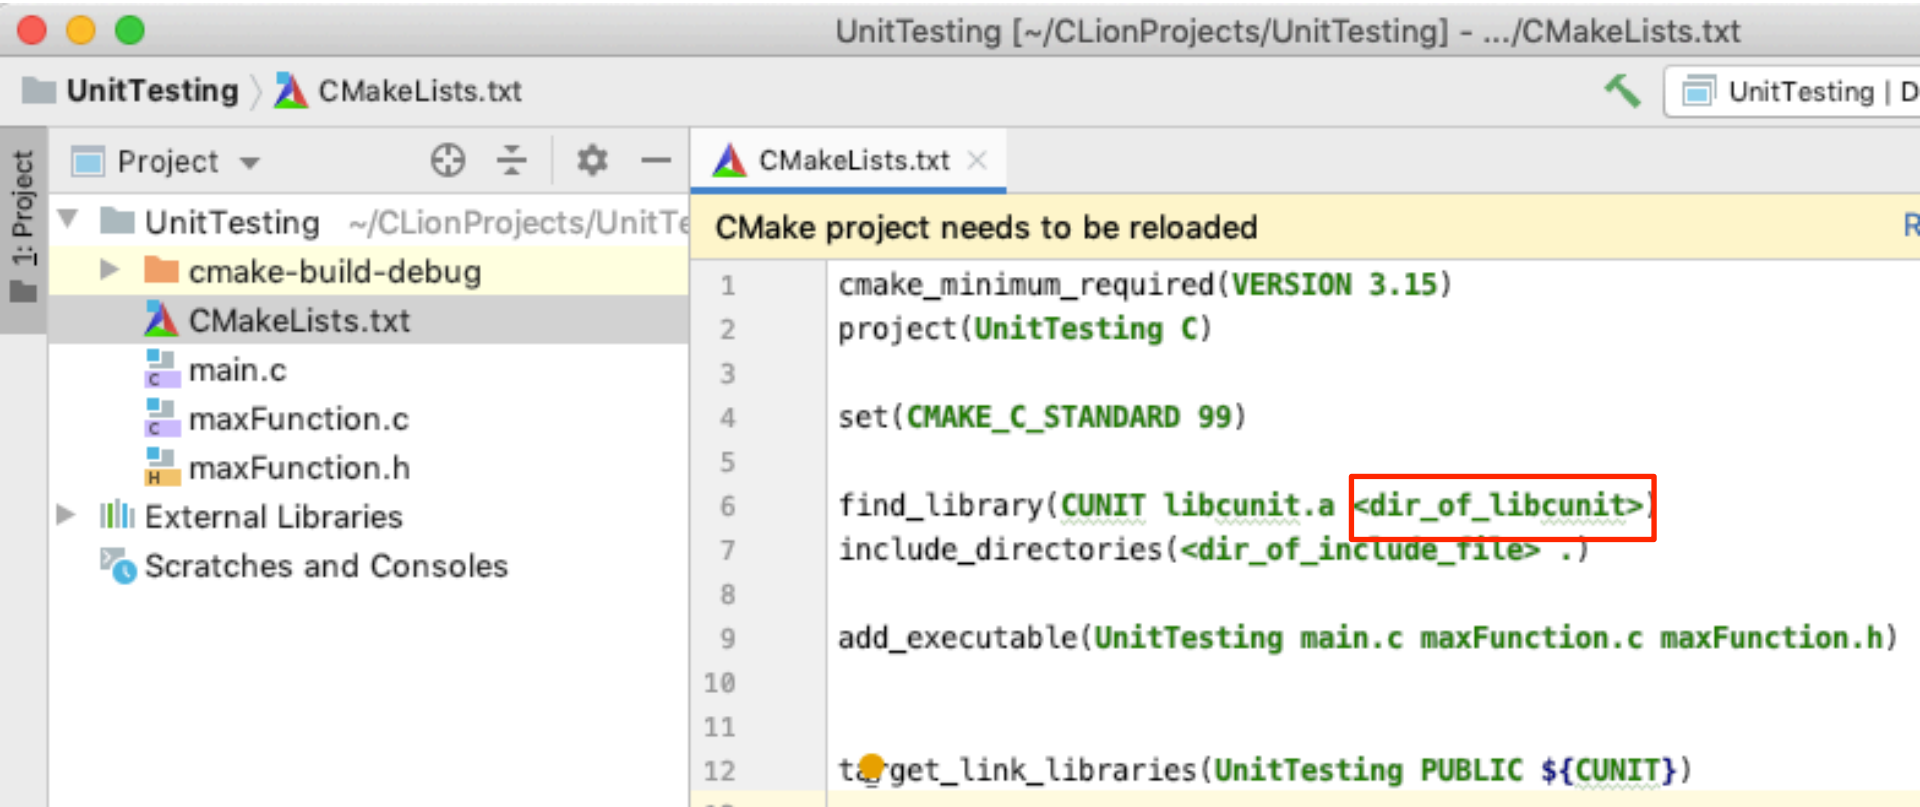 UnitTesting [~/CLionProjects/UnitTesting] - .../CMakeLists.txt
UnitTesting CMakeLists.txt
UnitTesting | D
1: Project
Project
CMakeLists.txt
UnitTesting ~/CLionProjects/UnitTe
cmake-build-debug
CMakeLists.txt
main.c
maxFunction.c
maxFunction.h
External Libraries
Scratches and Consoles
CMake project needs to be reloaded
R
1 cmake_minimum_required(VERSION 3.15)
2 project(UnitTesting C)
3
4 set(CMAKE_C_STANDARD 99)
5
6 find_library(CUNIT libcunit.a <dir_of_libcunit>)
7 include_directories(<dir_of_include_file> .)
8
9 add_executable(UnitTesting main.c maxFunction.c maxFunction.h)
10
11
12 target_link_libraries(UnitTesting PUBLIC ${CUNIT})